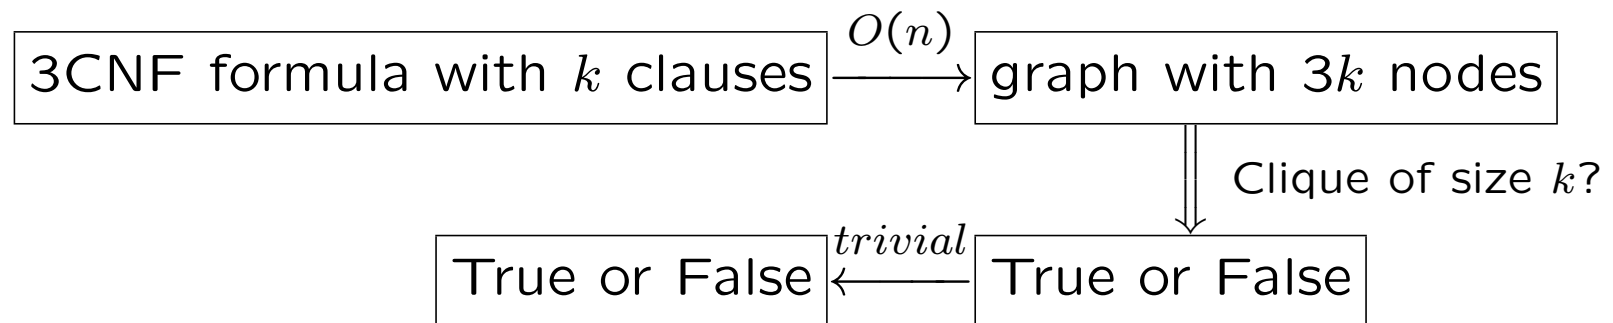 3CNF formula with k clauses
O(n)
graph with 3k nodes
Clique of size k?
True or False
trivial
True or False